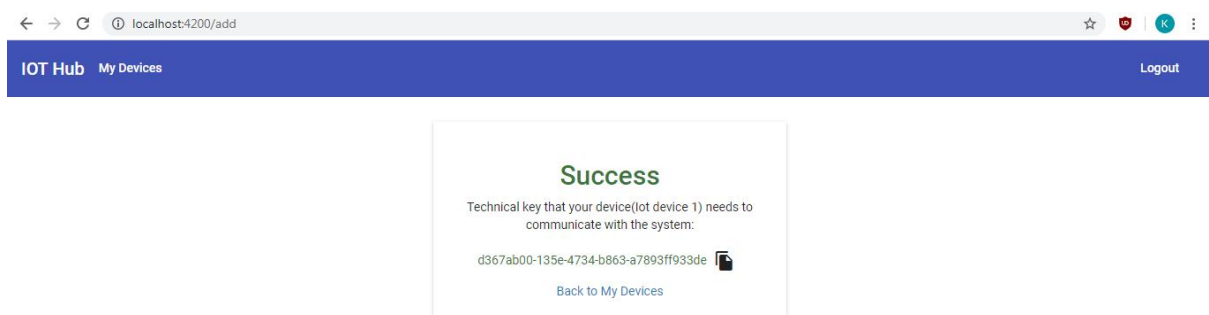 localhost:4200/add
K
IOT Hub My Devices Logout
Success
Technical key that your device(Iot device 1) needs to
communicate with the system:
d367ab00-135e-4734-b863-a7893ff933de
Back to My Devices